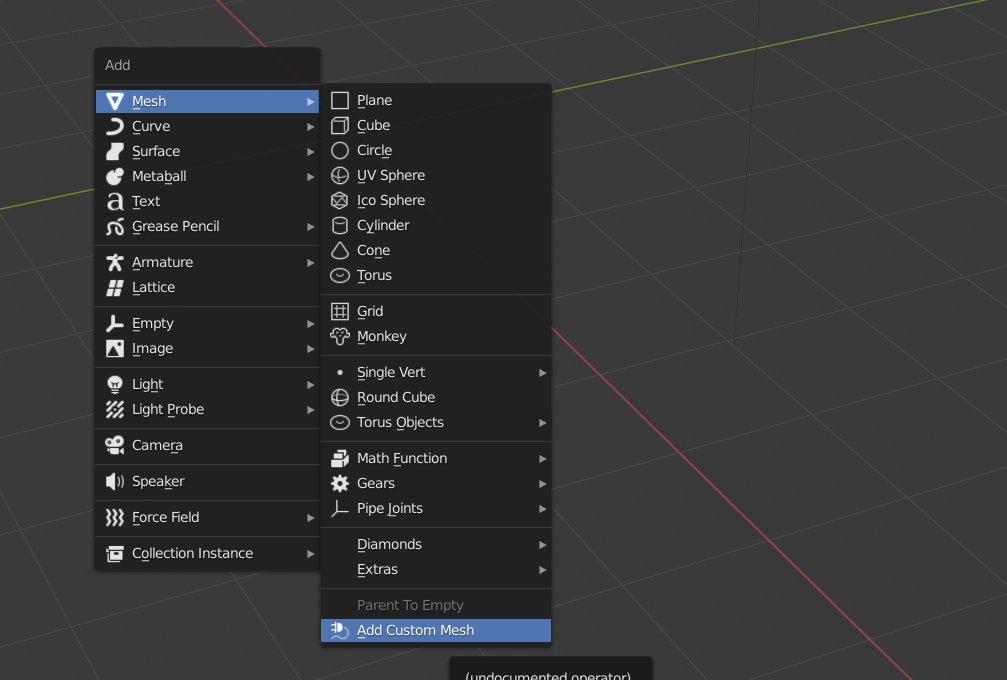 Add
Mesh
Curve
Surface
Metaball
Text
Grease Pencil
Armature
Lattice
Empty
Image
Light
Light Probe
Camera
Speaker
Force Field
Collection Instance
Plane
Cube
Circle
UV Sphere
Ico Sphere
Cylinder
Cone
Torus
Grid
Monkey
Single Vert
Round Cube
Torus Objects
Math Function
Gears
Pipe Joints
Diamonds
Extras
Parent To Empty
Add Custom Mesh
(undocumented operator)